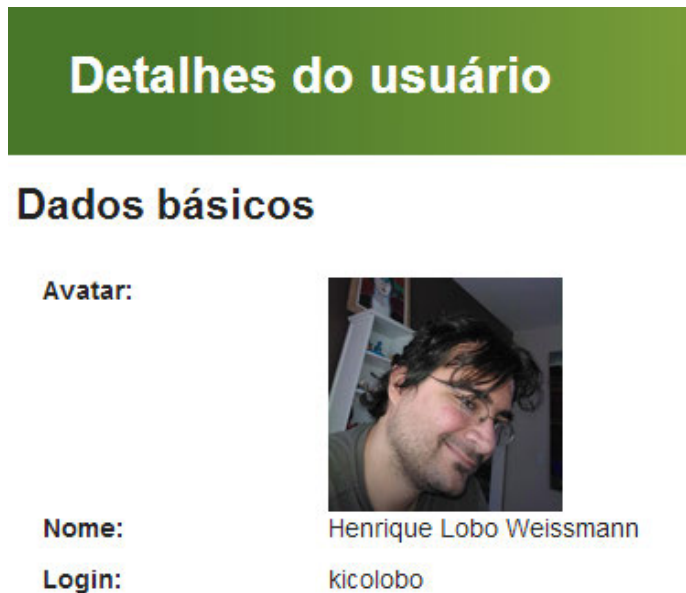 Detalhes do usuário
Dados básicos
Avatar:
Nome: Henrique Lobo Weissmann
Login: kicolobo